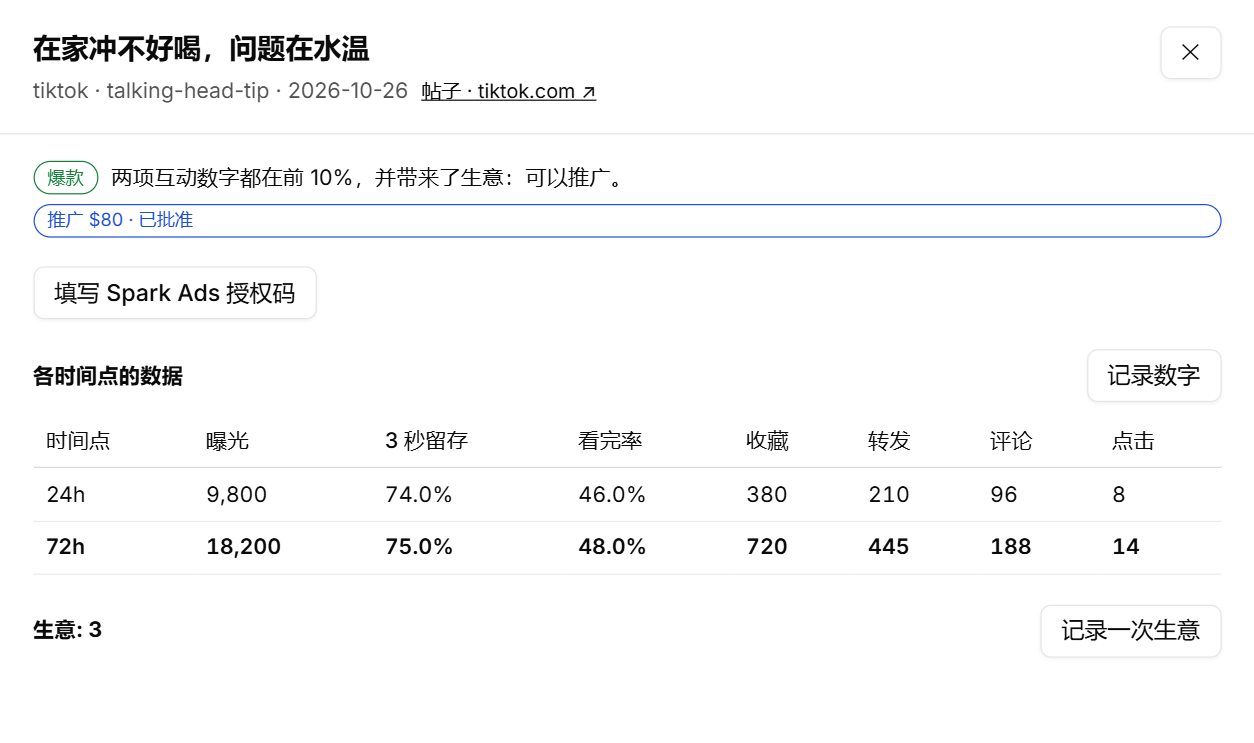 在家冲不好喝，问题在水温
tiktok · talking-head-tip · 2026-10-26 帖子 · tiktok.com ↗
爆款 两项互动数字都在前 10%，并带来了生意：可以推广。
推广 $80 · 已批准
填写 Spark Ads 授权码
各时间点的数据 记录数字
时间点 曝光 3 秒留存 看完率 收藏 转发 评论 点击
24h 9,800 74.0% 46.0% 380 210 96 8
72h 18,200 75.0% 48.0% 720 445 188 14
生意: 3 记录一次生意